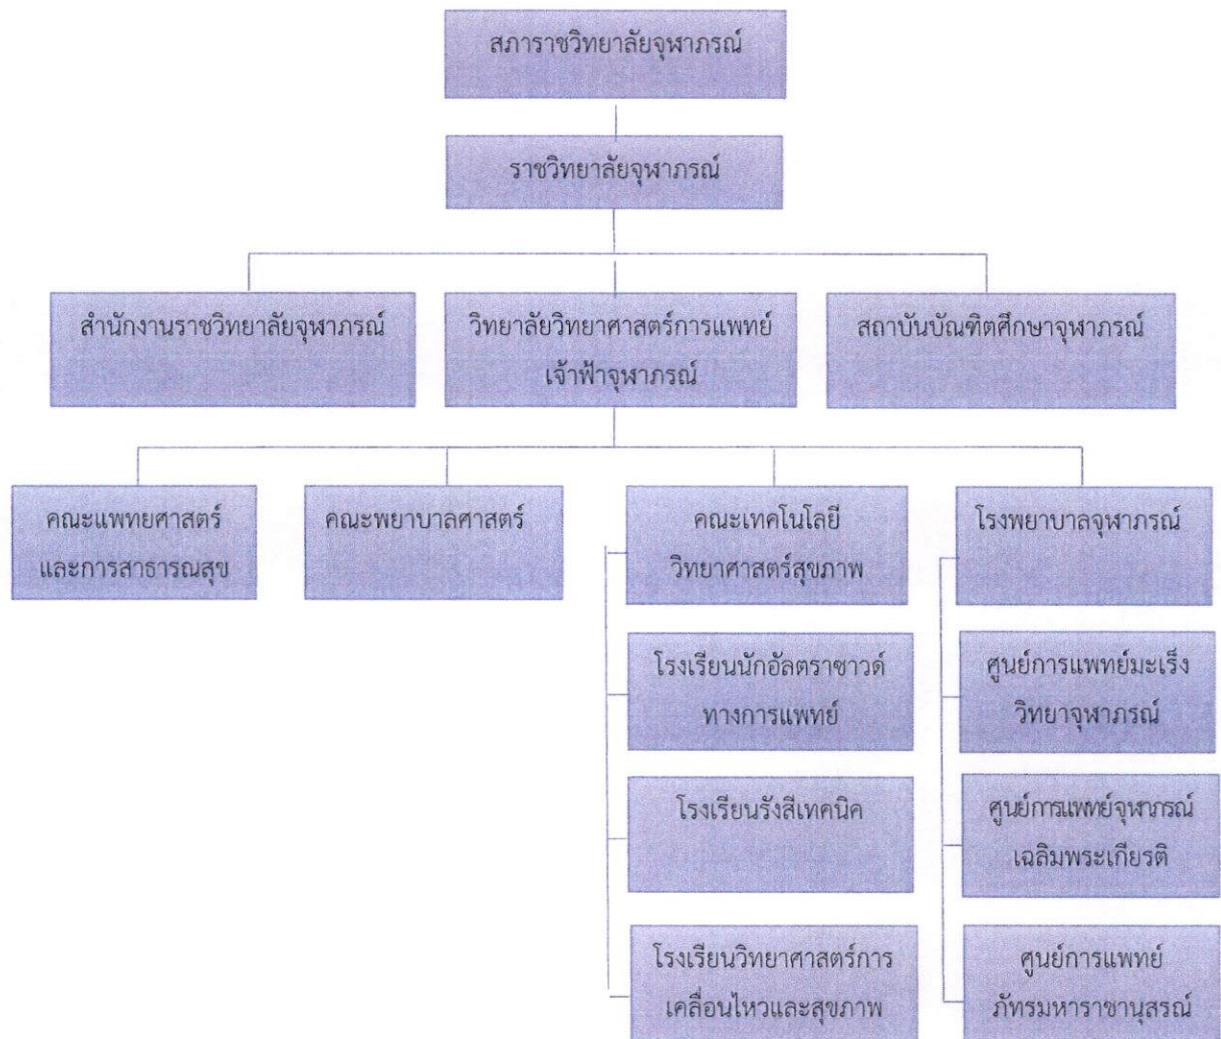 สภาราชวิทยาลัยจุฬาภรณ์
ราชวิทยาลัยจุฬาภรณ์
สำนักงานราชวิทยาลัยจุฬาภรณ์
วิทยาลัยวิทยาศาสตร์การแพทย์
เจ้าฟ้าจุฬาภรณ์
สถาบันบัณฑิตศึกษาจุฬาภรณ์
คณะแพทยศาสตร์
และการสาธารณสุข
คณะพยาบาลศาสตร์
คณะเทคโนโลยี
วิทยาศาสตร์สุขภาพ
โรงเรียนนักอัลตราซาวด์
ทางการแพทย์
โรงเรียนรังสีเทคนิค
โรงเรียนวิทยาศาสตร์การ
เคลื่อนไหวและสุขภาพ
โรงพยาบาลจุฬาภรณ์
ศูนย์การแพทย์มะเร็ง
วิทยาจุฬาภรณ์
ศูนย์การแพทย์จุฬาภรณ์
เฉลิมพระเกียรติ
ศูนย์การแพทย์
ภัทรมหาราชานุสรณ์